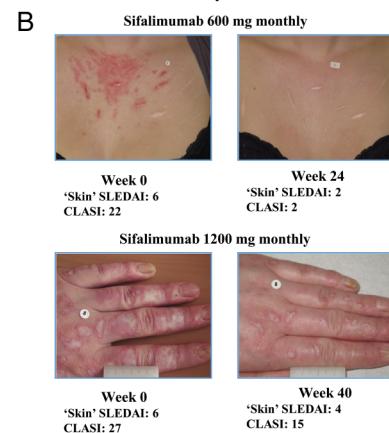 B
Sifalimumab 600 mg monthly
Week 0
'Skin' SLEDAI: 6
CLASI: 22
Week 24
'Skin' SLEDAI: 2
CLASI: 2
Sifalimumab 1200 mg monthly
Week 0
'Skin' SLEDAI: 6
CLASI: 27
Week 40
'Skin' SLEDAI: 4
CLASI: 15